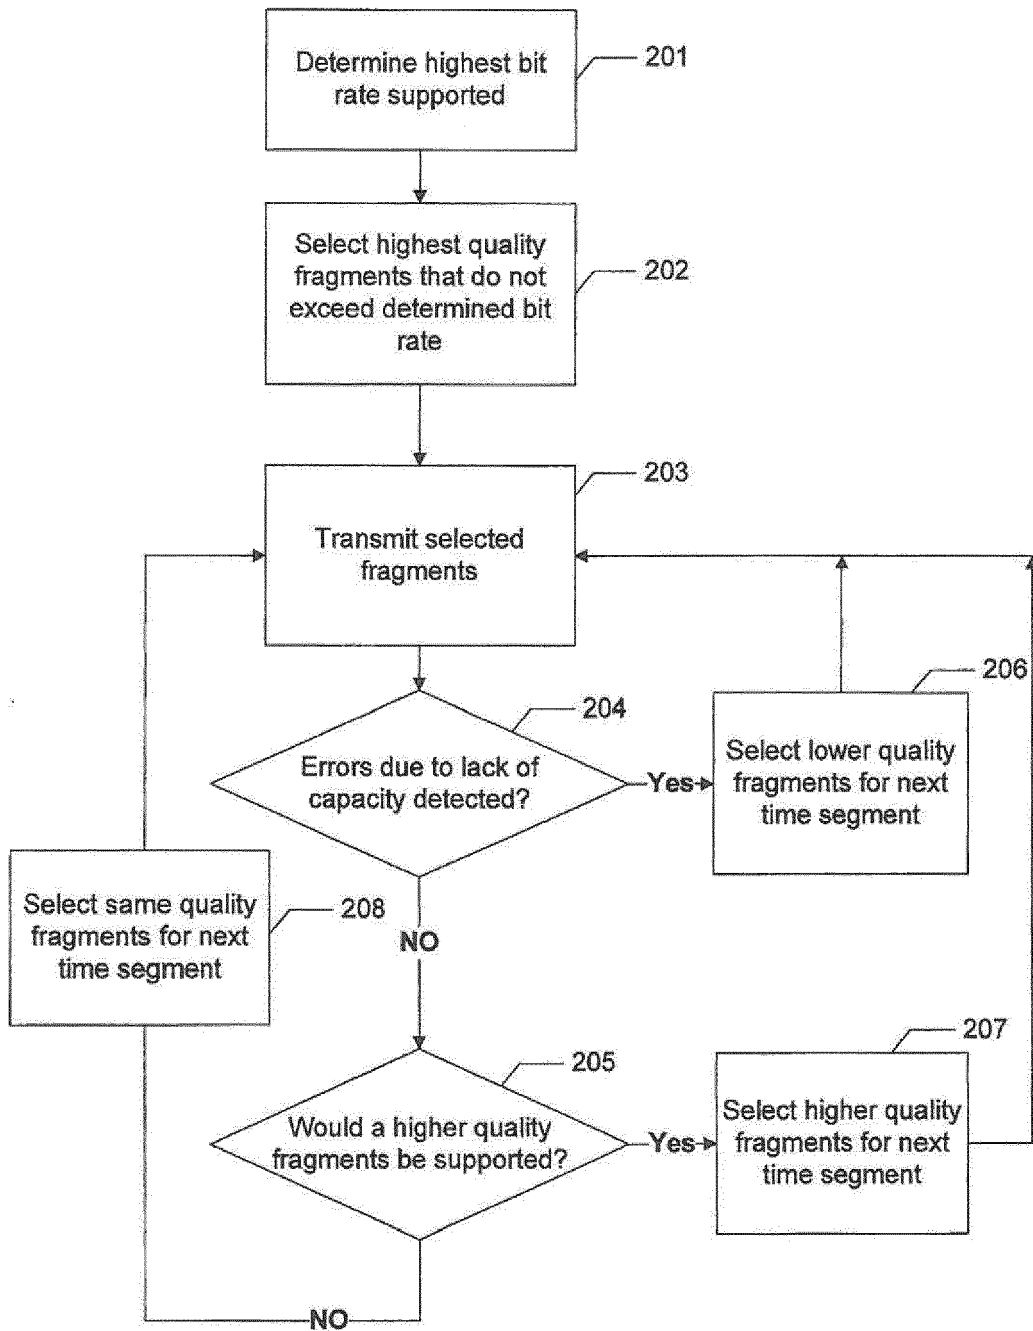 Determine highest bit
rate supported
201
Select highest quality
fragments that do not
exceed determined bit
rate
202
203
Transmit selected
fragments
204
Errors due to lack of
capacity detected?
Yes
206
Select lower quality
fragments for next
time segment
Select same quality
fragments for next
time segment
208
NO
205
Would a higher quality
fragments be supported?
Yes
207
Select higher quality
fragments for next
time segment
NO